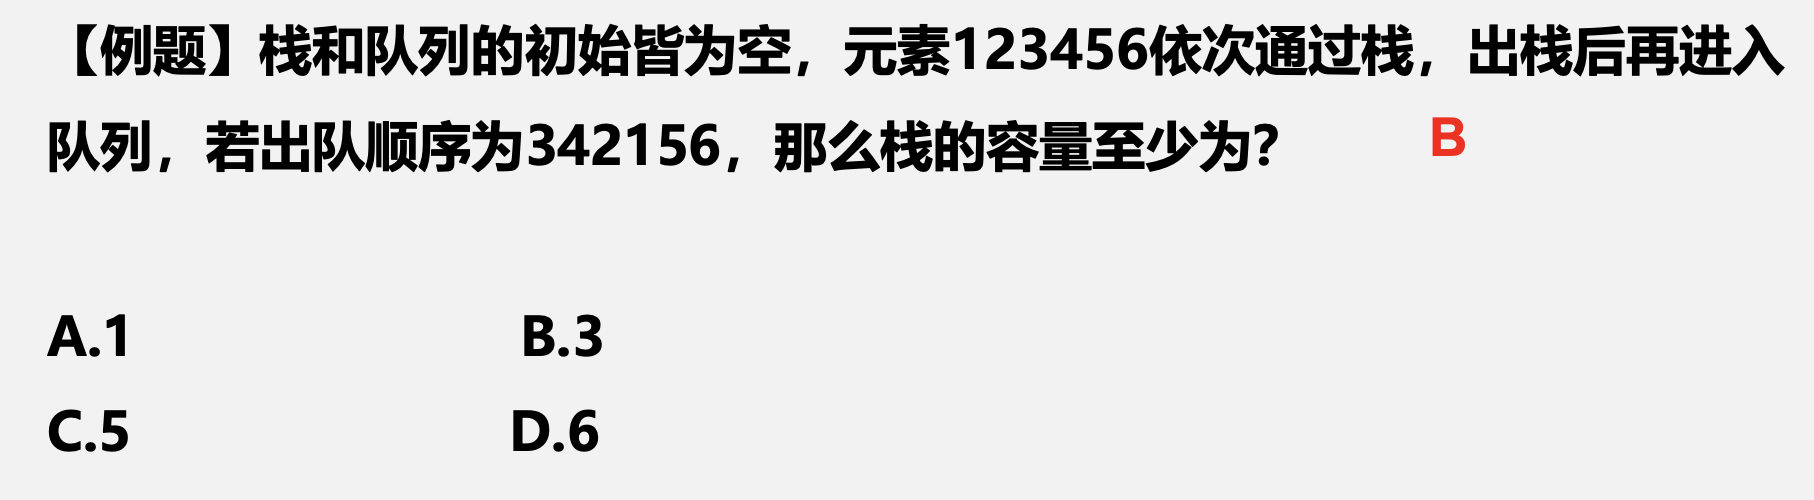 【例题】栈和队列的初始皆为空，元素123456依次通过栈，出栈后再进入
队列，若出队顺序为342156，那么栈的容量至少为？ B
A.1 B.3
C.5 D.6